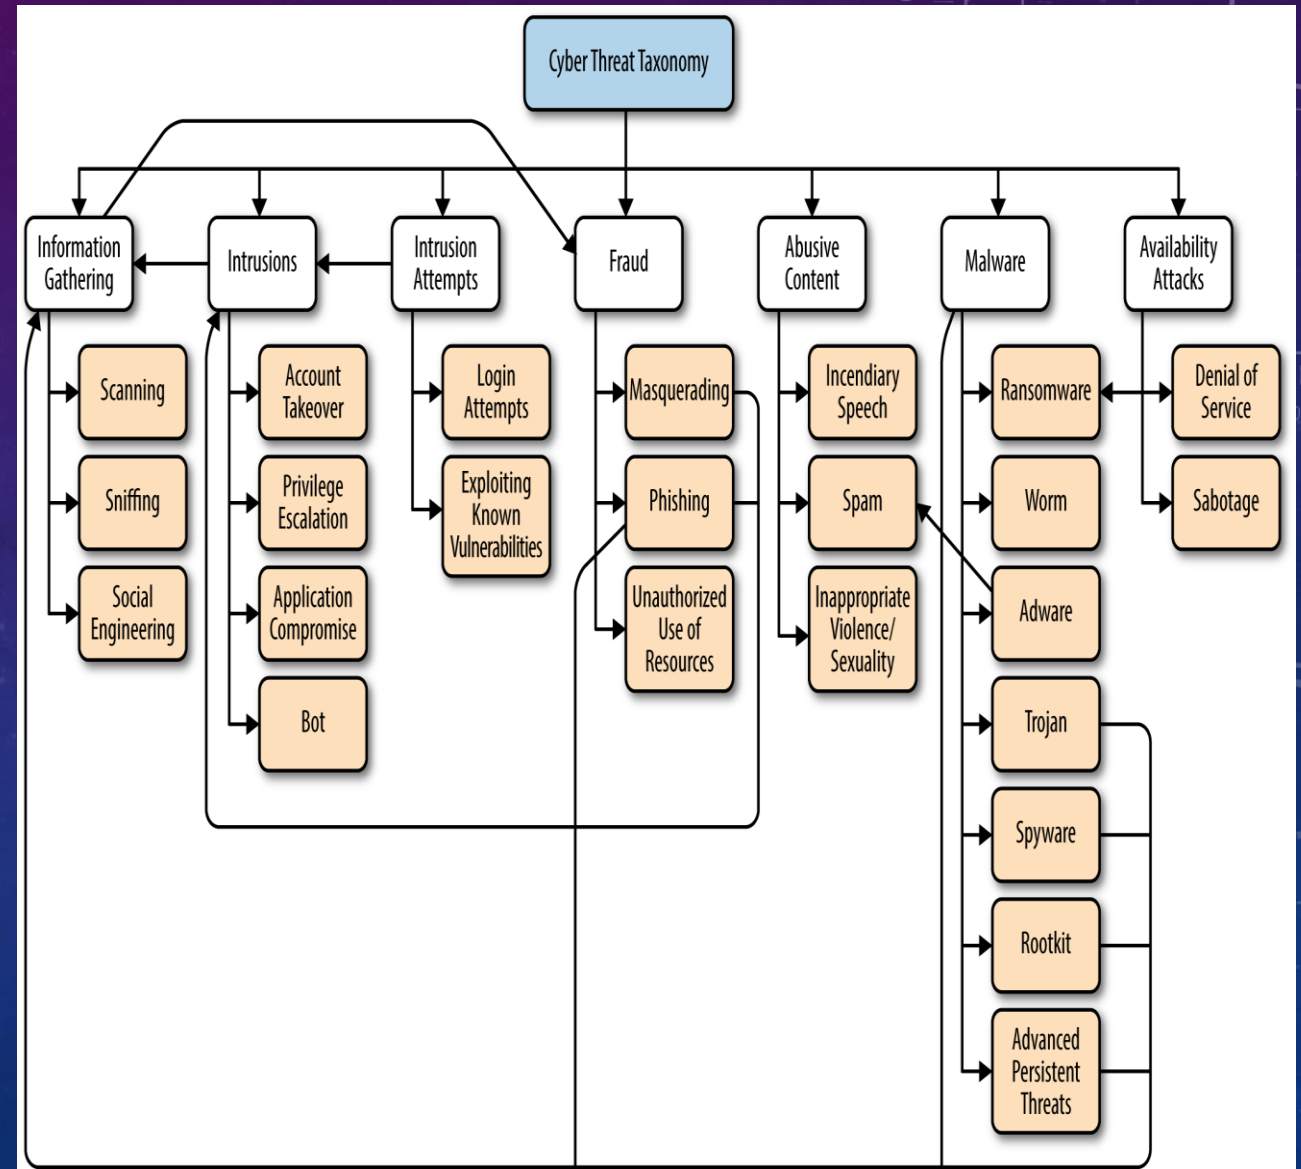 Cyber Threat Taxonomy
Information
Gathering
Intrusions
Intrusion
Attempts
Fraud
Abusive
Content
Malware
Availability
Attacks
Scanning
Sniffing
Social
Engineering
Account
Takeover
Privilege
Escalation
Application
Compromise
Bot
Login
Attempts
Exploiting
Known
Vulnerabilities
Masquerading
Phishing
Unauthorized
Use of
Resources
Incendiary
Speech
Spam
Inappropriate
Violence/
Sexuality
Ransomware
Worm
Adware
Trojan
Spyware
Rootkit
Advanced
Persistent
Threats
Denial of
Service
Sabotage